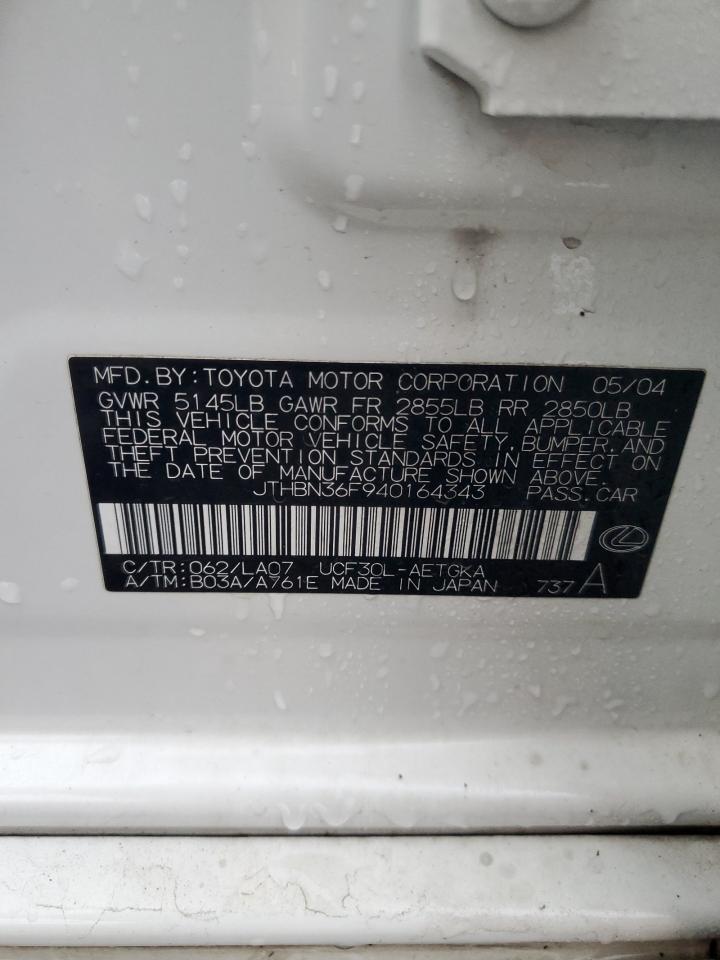 MFD.BY:TOYOTA MOTOR CORPORATION 05/04
GVWR 5145LB GAWR FR 2855LB RR 2850LB
THIS VEHICLE CONFORMS TO ALL APPLICABLE
FEDERAL MOTOR VEHICLE SAFETY, BUMPER, AND
THEFT PREVENTION STANDARDS IN EFFECT ON
THE DATE OF MANUFACTURE SHOWN ABOVE.
JTHBN36F940164343 PASS.CAR
C/TR:062/LA07 UCF30L-AETGKA
A/TM:B03A/A761E MADE IN JAPAN 737 A